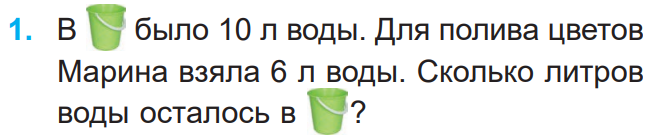 1. В было 10 л воды. Для полива цветов
Марина взяла 6 л воды. Сколько литров
воды осталось в ?